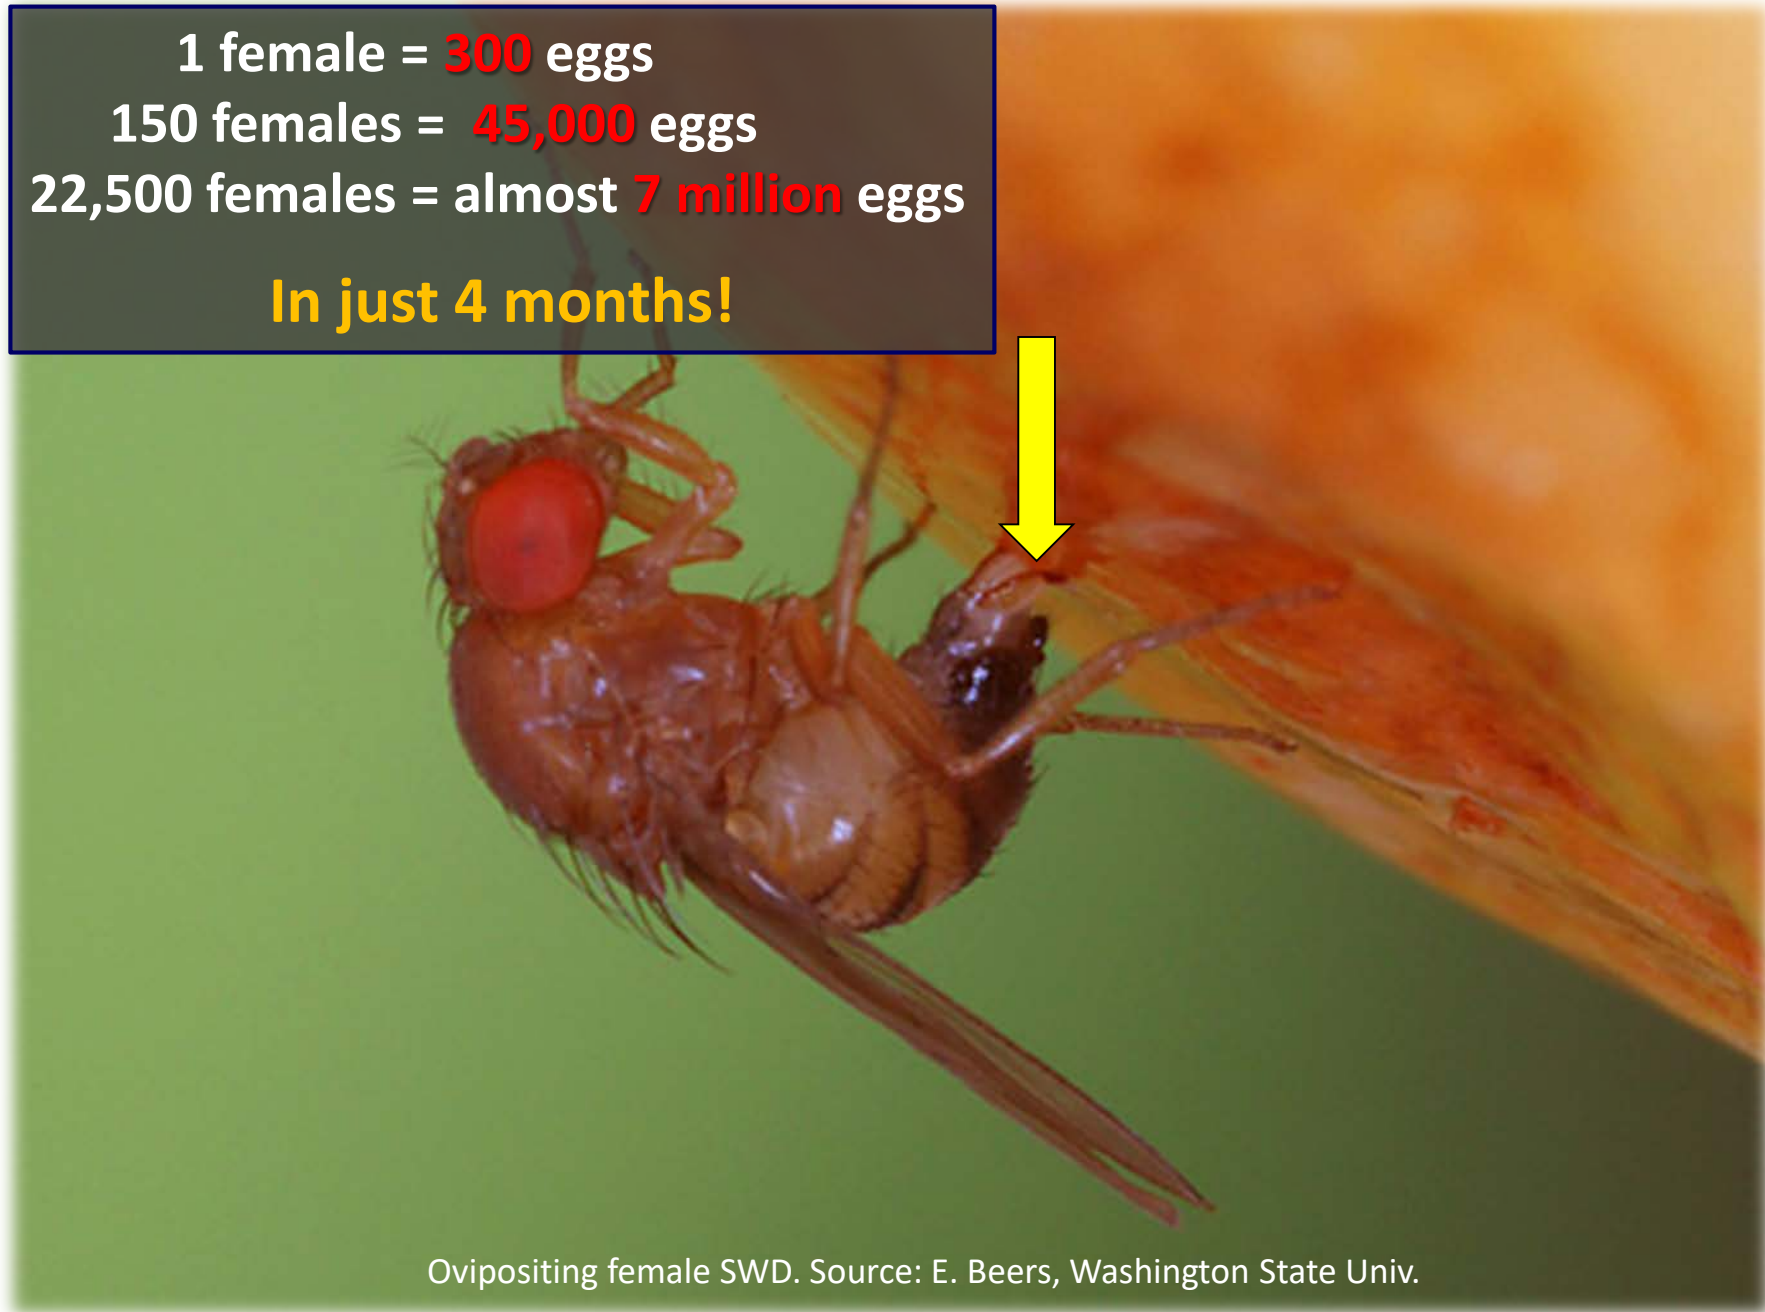 1 female = 300 eggs
150 females = 45,000 eggs
22,500 females = almost 7 million eggs
In just 4 months!
Ovipositing female SWD. Source: E. Beers, Washington State Univ.